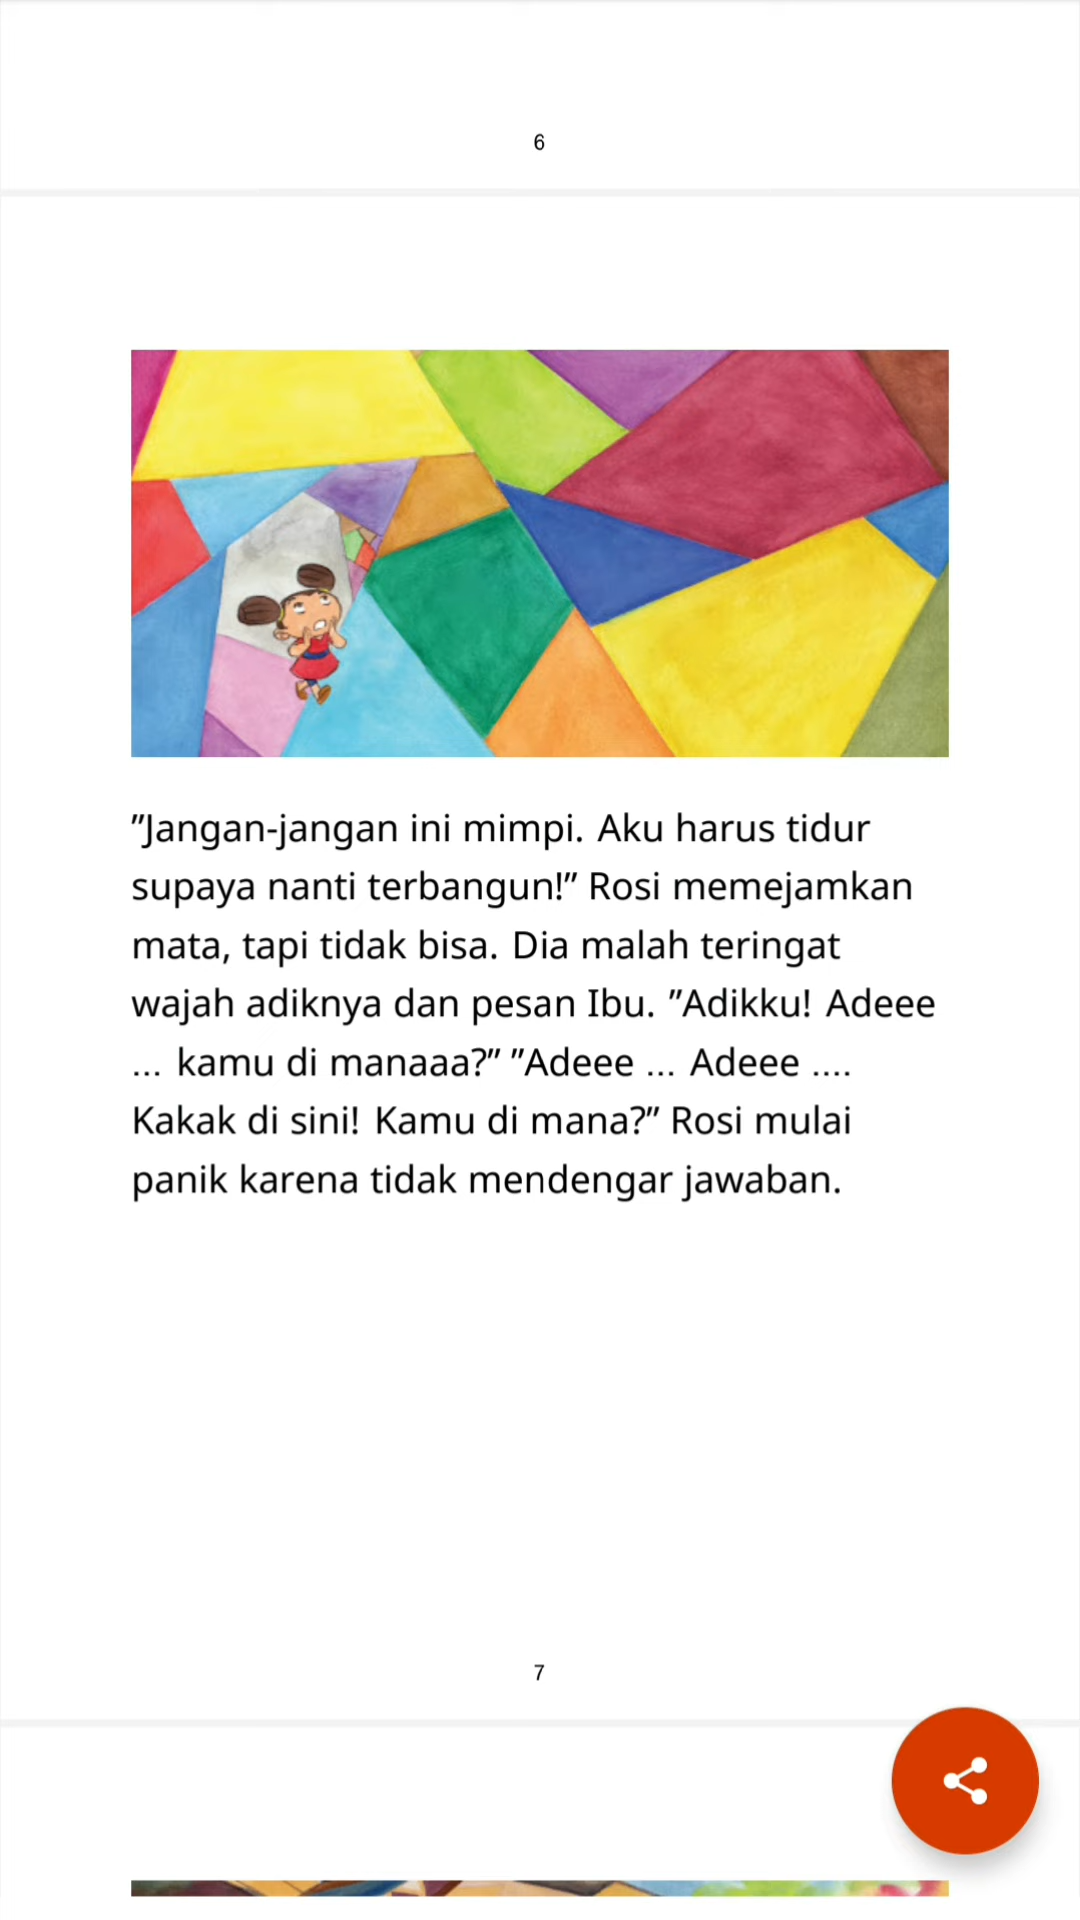 6
”Jangan-jangan ini mimpi. Aku harus tidur
supaya nanti terbangun!” Rosi memejamkan
mata, tapi tidak bisa. Dia malah teringat
wajah adiknya dan pesan Ibu. ”Adikku! Adeee
... kamu di manaaa?” ”Adeee ... Adeee ....
Kakak di sini! Kamu di mana?” Rosi mulai
panik karena tidak mendengar jawaban.
7